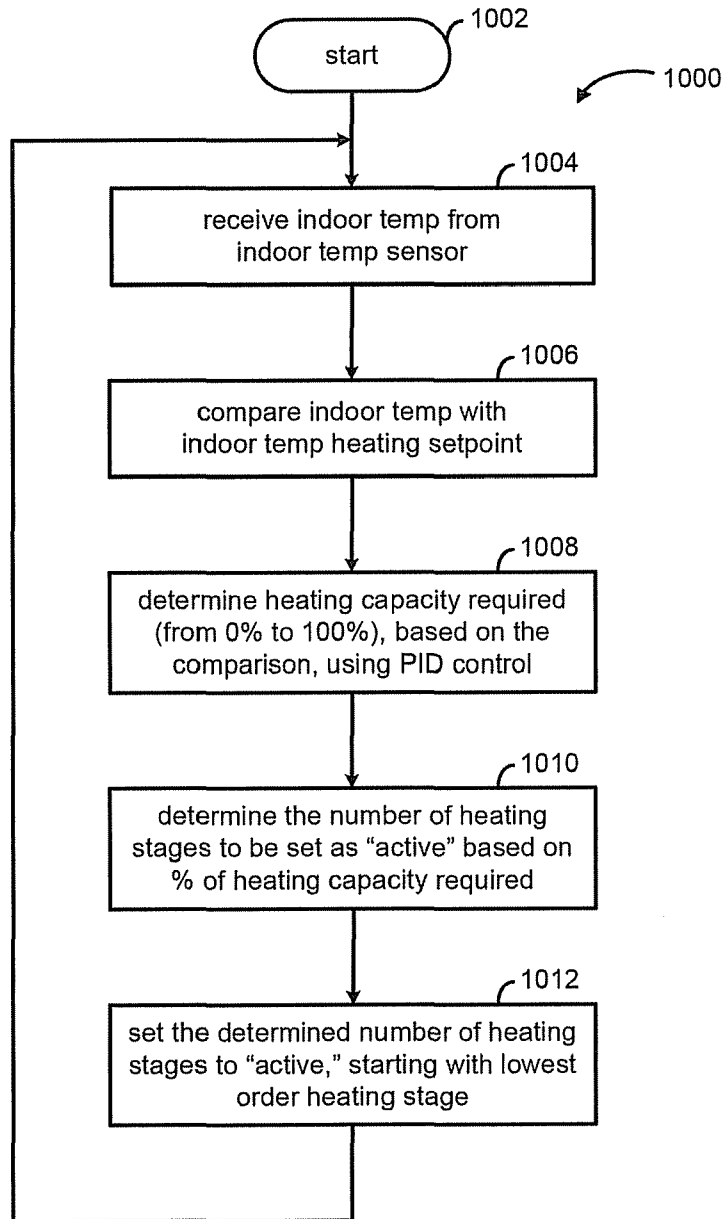 1002
start
1000
1004
receive indoor temp from
indoor temp sensor
1006
compare indoor temp with
indoor temp heating setpoint
1008
determine heating capacity required
(from 0% to 100%), based on the
comparison, using PID control
1010
determine the number of heating
stages to be set as “active” based on
% of heating capacity required
1012
set the determined number of heating
stages to “active,” starting with lowest
order heating stage